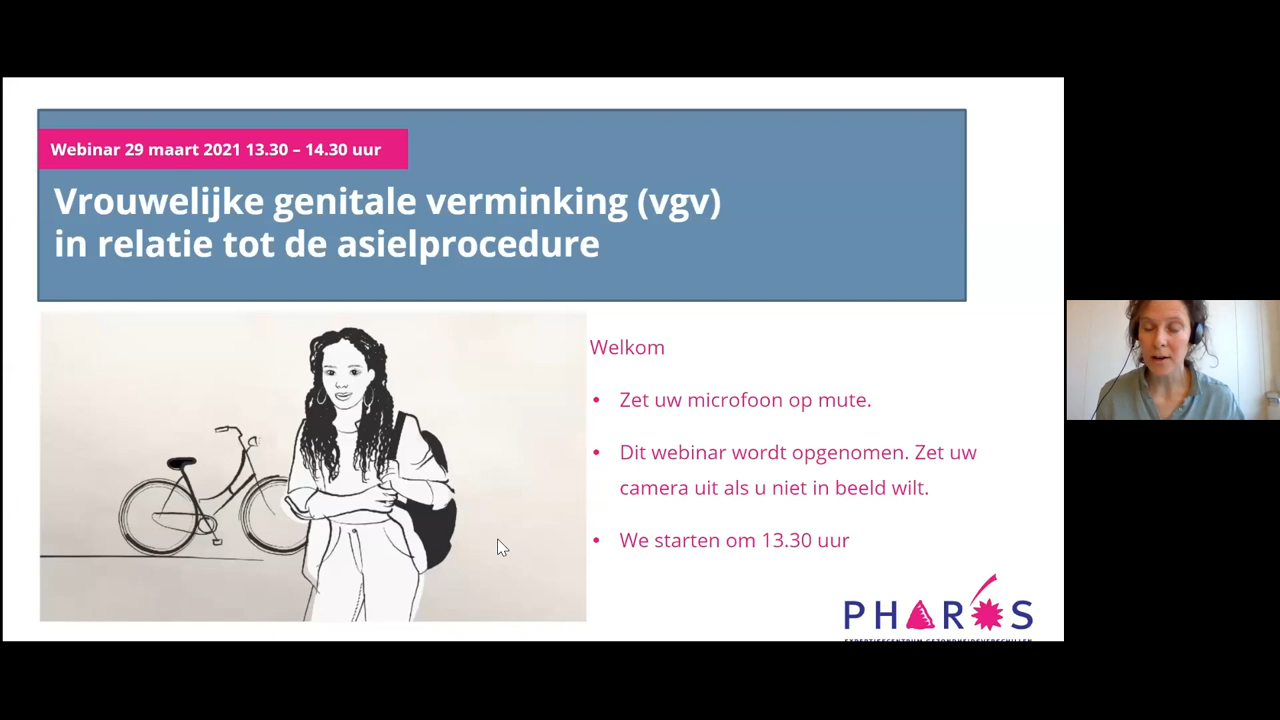 Webinar 29 maart 2021 13.30 – 14.30 uur
Vrouwelijke genitale verminking (vgv)
in relatie tot de asielprocedure
Welkom
• Zet uw microfoon op mute.
• Dit webinar wordt opgenomen. Zet uw
camera uit als u niet in beeld wilt.
• We starten om 13.30 uur
PHAROS